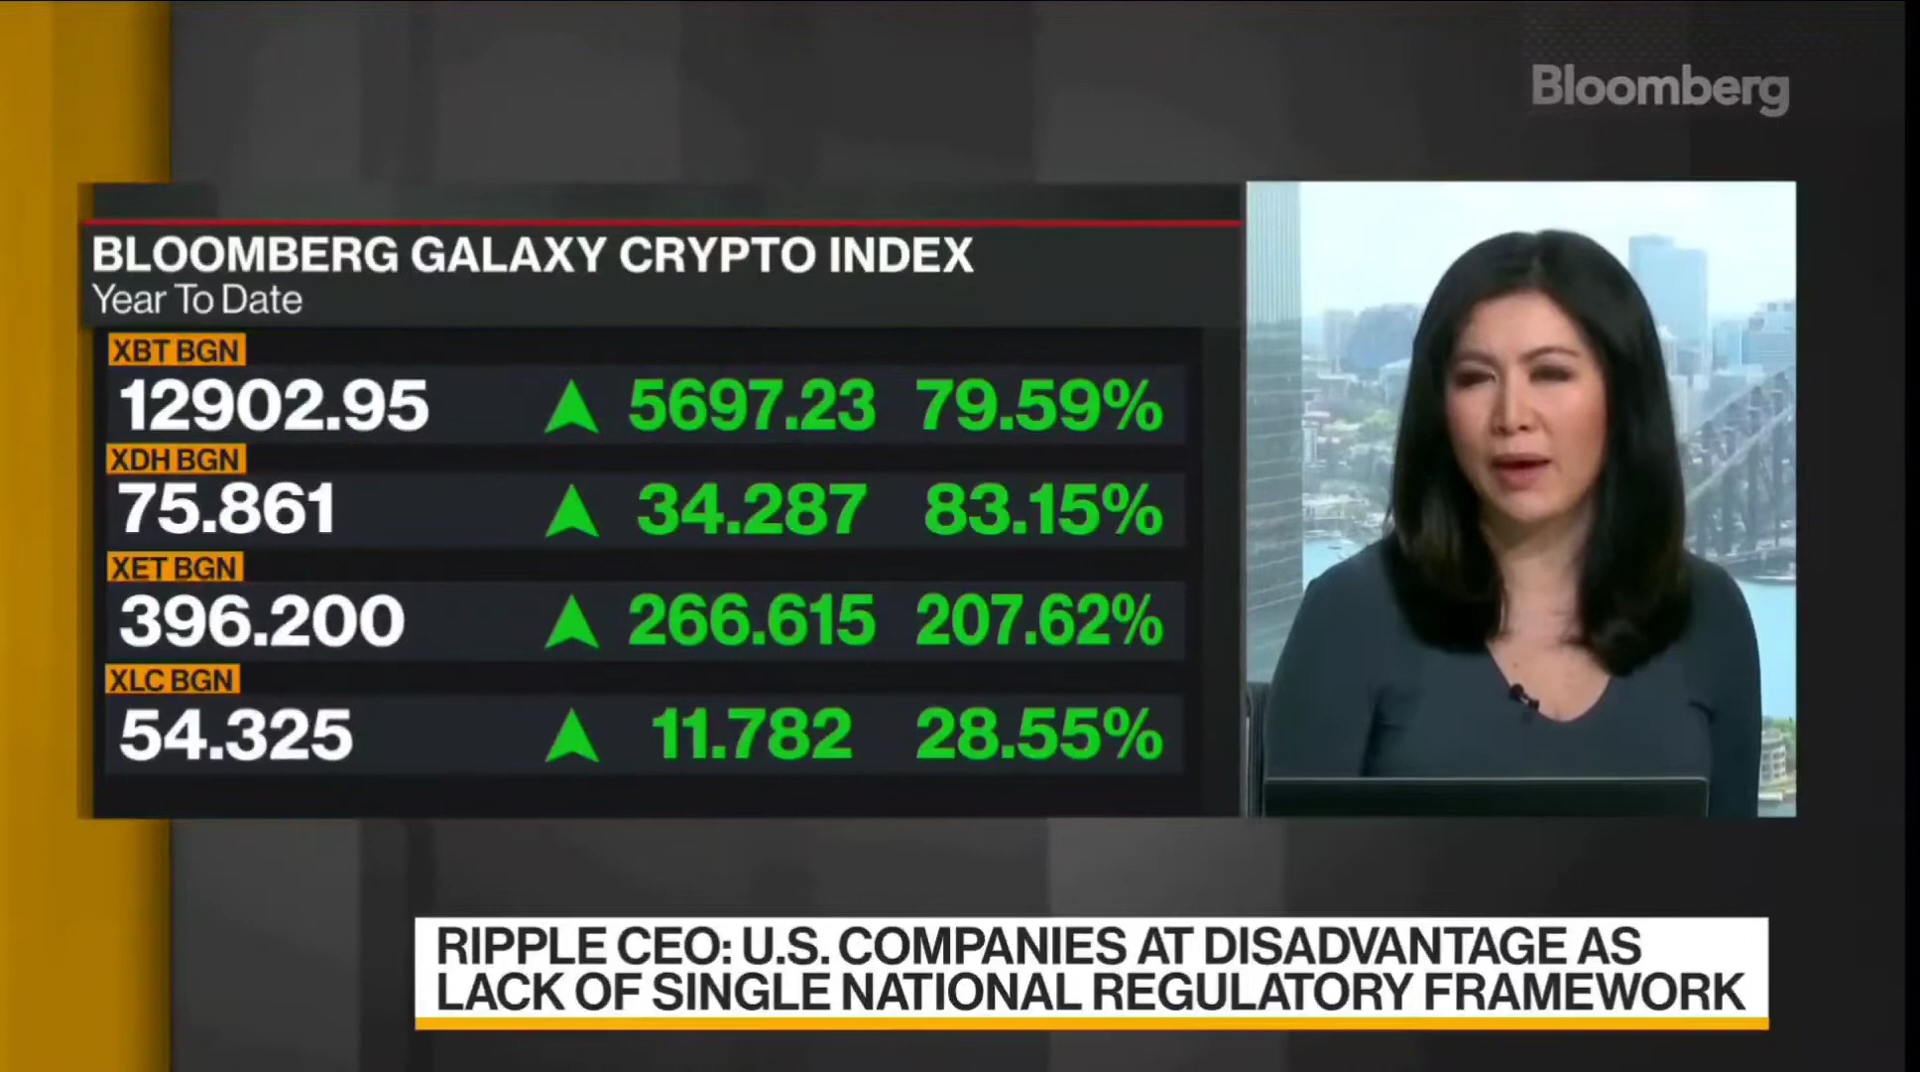 Bloomberg
BLOOMBERG GALAXY CRYPTO INDEX
Year To Date
XBT BGN
12902.95 5697.23 79.59%
XDH BGN
75.861 34.287 83.15%
XET BGN
396.200 266.615 207.62%
XLC BGN
54.325 11.782 28.55%
RIPPLE CEO: U.S. COMPANIES AT DISADVANTAGE AS
LACK OF SINGLE NATIONAL REGULATORY FRAMEWORK